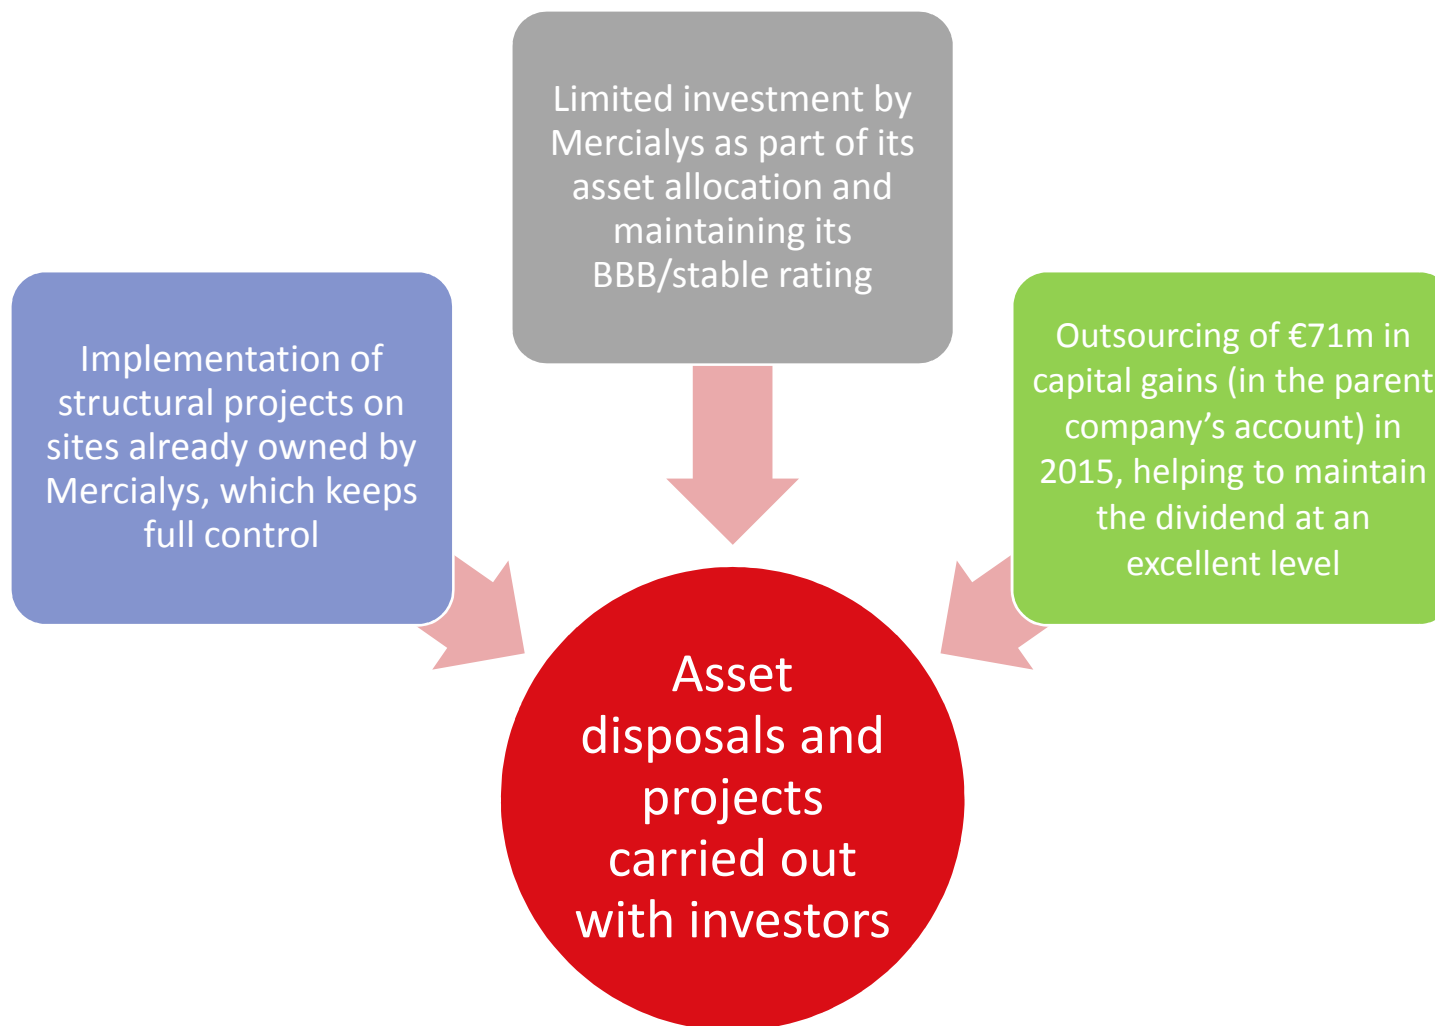 Limited investment by
Mercialys as part of its
asset allocation and
maintaining its
BBB/stable rating
Implementation of
structural projects on
sites already owned by
Mercialys, which keeps
full control
Outsourcing of €71m in
capital gains (in the parent
company’s account) in
2015, helping to maintain
the dividend at an
excellent level
Asset
disposals and
projects
carried out
with investors